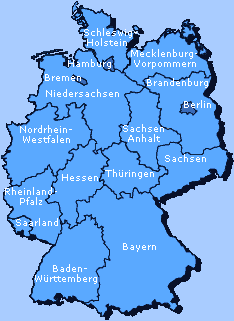 Schleswig-
Holstein
Mecklenburg-
Vorpommern
Hamburg
Bremen
Brandenburg
Niedersachsen
Berlin
Nordrhein-
Westfalen
Sachsen
Anhalt
Sachsen
Hessen
Thüringen
Rheinland-
Pfalz
Saarland
Bayern
Baden-
Württemberg